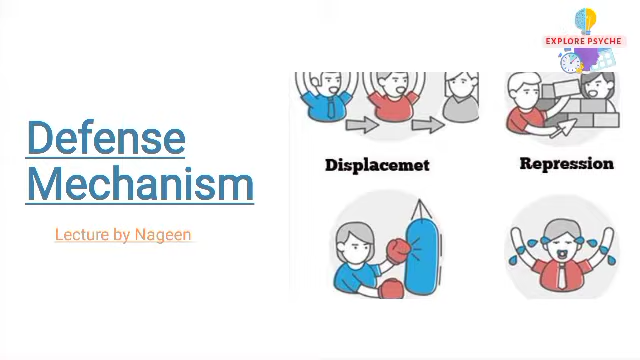 EXPLORE PSYCHE
Defense
Mechanism
Lecture by Nageen
Displacemet
Repression